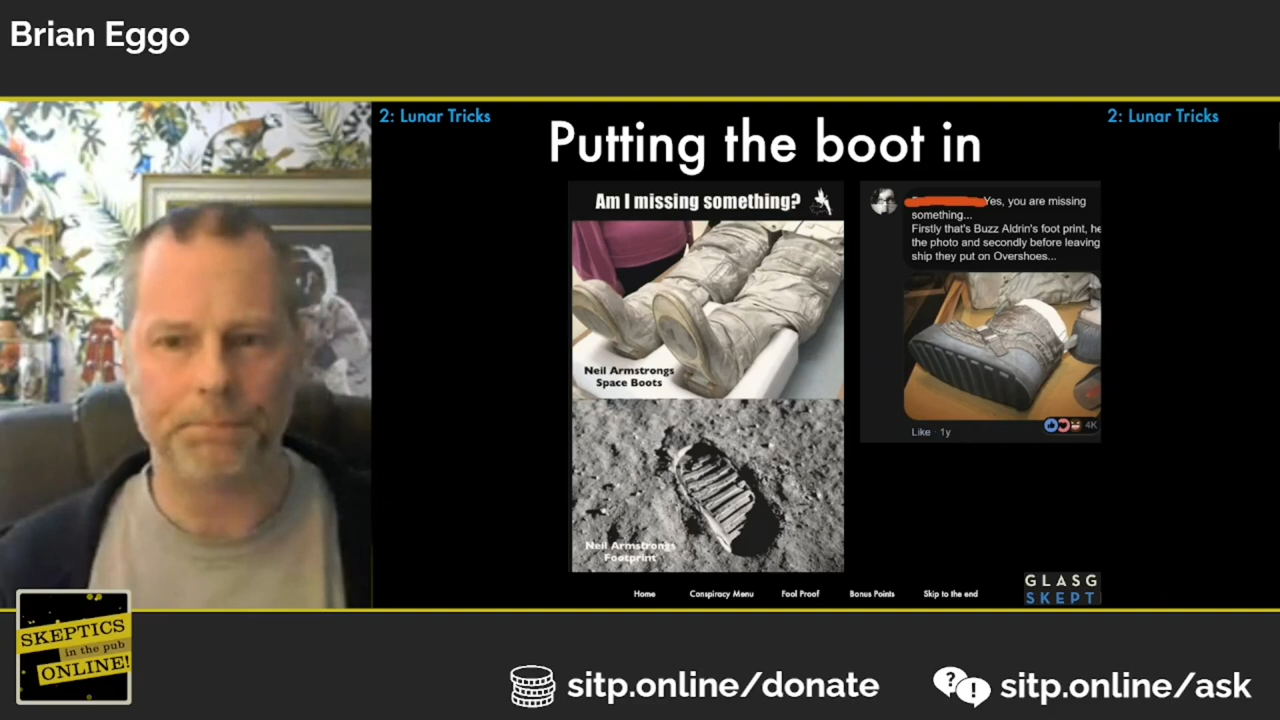 Brian Eggo
2: Lunar Tricks
2: Lunar Tricks
Putting the boot in
Am I missing something?
Neil Armstrongs
Space Boots
Neil Armstrongs
Footprint
Yes, you are missing
something...
Firstly that's Buzz Aldrin's foot print, he
the photo and secondly before leaving
ship they put on Overshoes...
Like · 1y
4K
Home
Conspiracy Menu
Fool Proof
Bonus Points
Skip to the end
GLASG
SKEPT
SKEPTICS
in the pub
ONLINE!
sitp.online/donate
?!
sitp.online/ask